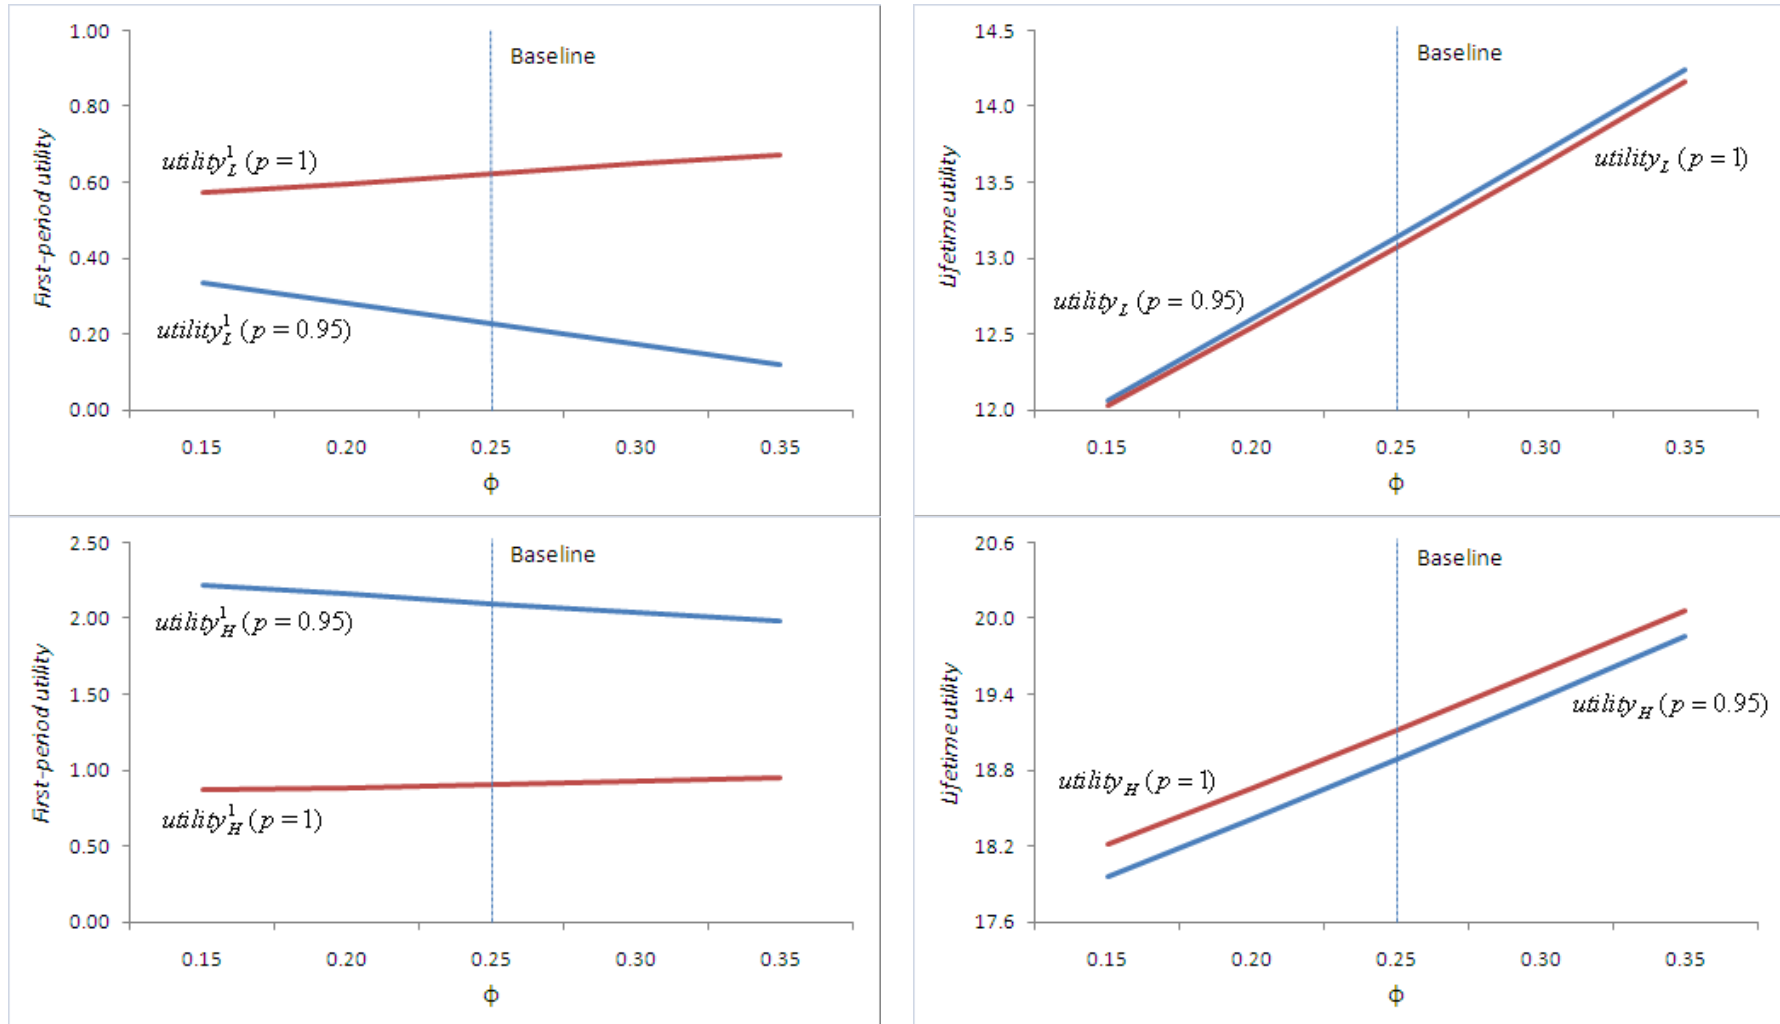 1.00
0.80
0.60
0.40
0.20
0.00
First-period utility
Baseline
utility¹_L (p = 1)
utility¹_L (p = 0.95)
0.15 0.20 0.25 0.30 0.35
ϕ
14.5
14.0
13.5
13.0
12.5
12.0
Lifetime utility
Baseline
utility_L (p = 1)
utility_L (p = 0.95)
0.15 0.20 0.25 0.30 0.35
ϕ
2.50
2.00
1.50
1.00
0.50
0.00
First-period utility
Baseline
utility¹_H (p = 0.95)
utility¹_H (p = 1)
0.15 0.20 0.25 0.30 0.35
ϕ
20.6
20.0
19.4
18.8
18.2
17.6
Lifetime utility
Baseline
utility_H (p = 0.95)
utility_H (p = 1)
0.15 0.20 0.25 0.30 0.35
ϕ